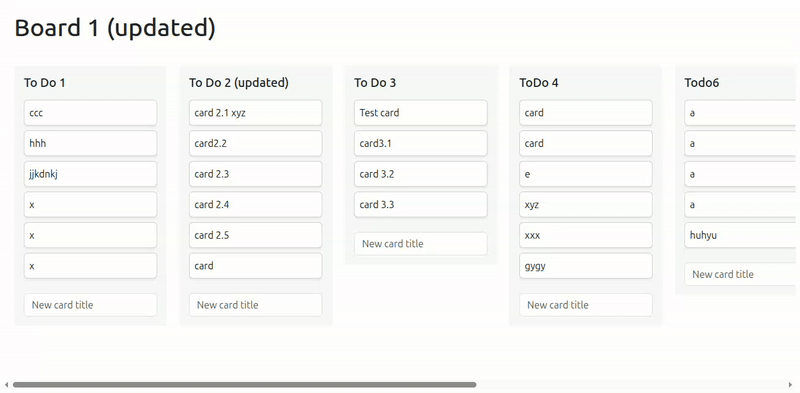 Board 1 (updated)
To Do 1
ccc
hhh
jjkdnkj
x
x
x
New card title
To Do 2 (updated)
card 2.1 xyz
card2.2
card 2.3
card 2.4
card 2.5
card
New card title
To Do 3
Test card
card3.1
card 3.2
card 3.3
New card title
ToDo 4
card
card
e
xyz
xxx
gygy
New card title
Todo6
a
a
a
a
huhyu
New card title